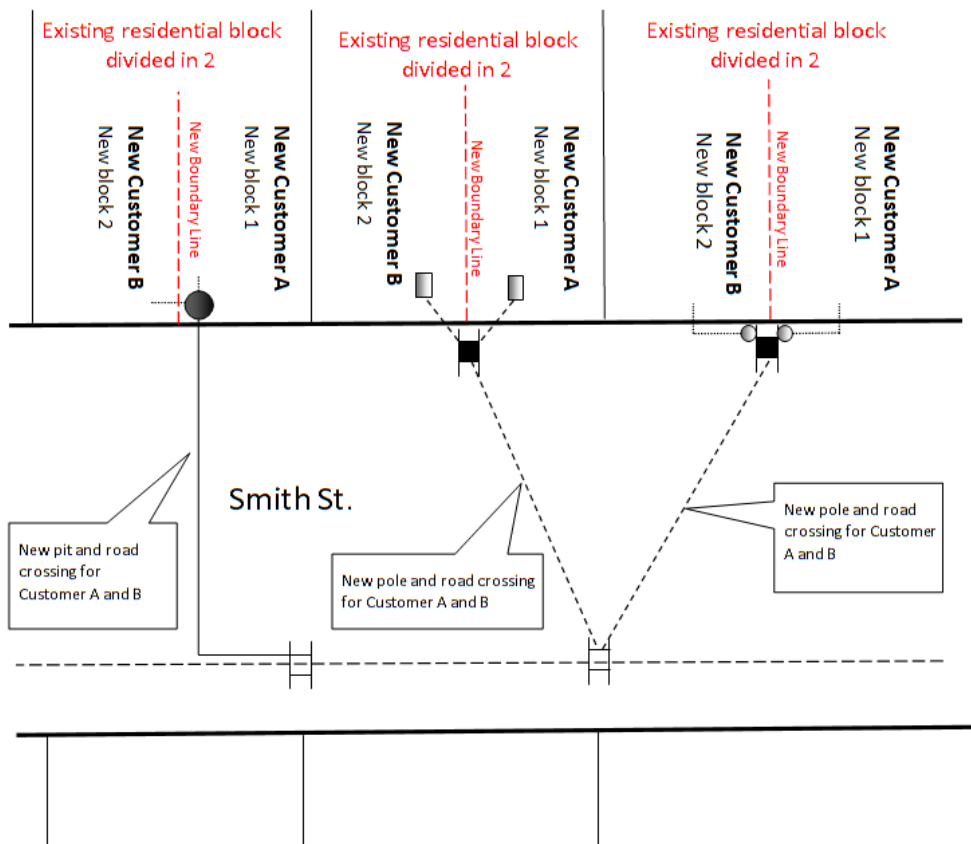 Existing residential block
divided in 2
Existing residential block
divided in 2
Existing residential block
divided in 2
New Customer A
New block 1
New Boundary Line
New Customer B
New block 2
New Customer A
New block 1
New Boundary Line
New Customer B
New block 2
New Customer A
New block 1
New Boundary Line
New Customer B
New block 2
Smith St.
New pit and road
crossing for
Customer A and B
New pole and road crossing
for Customer A and B
New pole and road
crossing for Customer
A and B